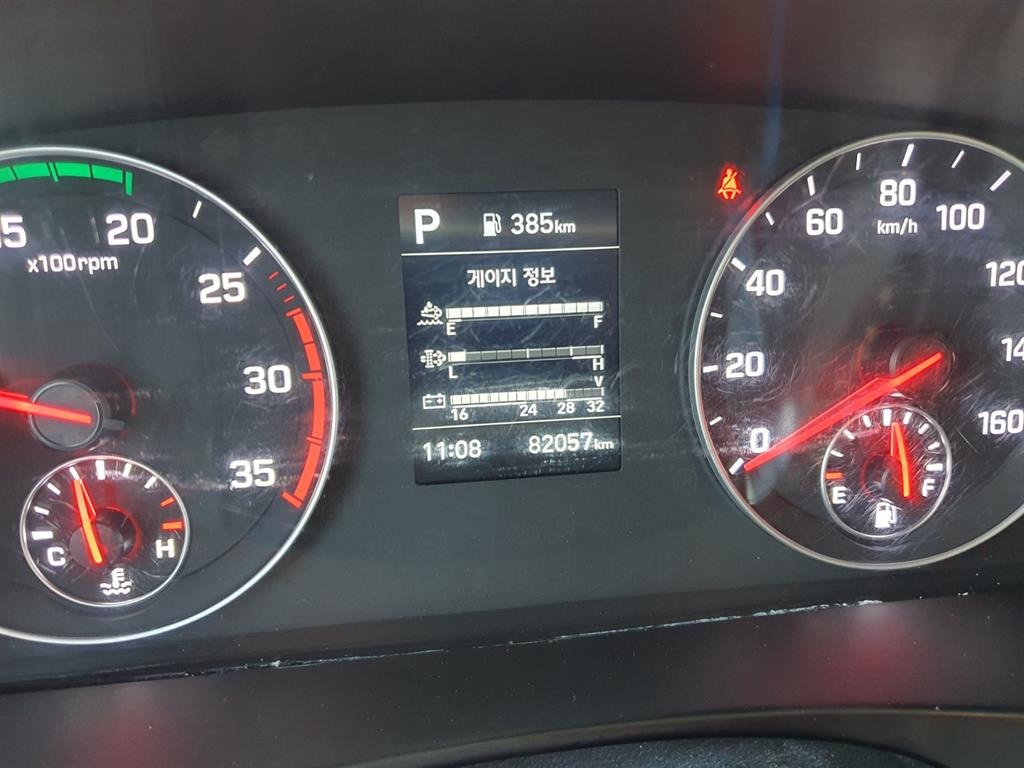 P 385km
게이지 정보
E F
L H
V
16 24 28 32
11:08 82057km
15 20 25 30 35
x100rpm
C H
0 20 40 60 80 100 120 14 160
km/h
E F